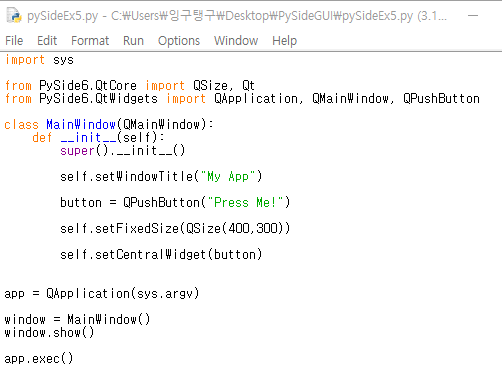 pySideEx5.py - C:₩Users₩잉구탱구₩Desktop₩PySideGUI₩pySideEx5.py (3.1...
File Edit Format Run Options Window Help
import sys
from PySide6.QtCore import QSize, Qt
from PySide6.QtWidgets import QApplication, QMainWindow, QPushButton
class MainWindow(QMainWindow):
    def __init__(self):
        super().__init__()
        self.setWindowTitle("My App")
        button = QPushButton("Press Me!")
        self.setFixedSize(QSize(400,300))
        self.setCentralWidget(button)
app = QApplication(sys.argv)
window = MainWindow()
window.show()
app.exec()